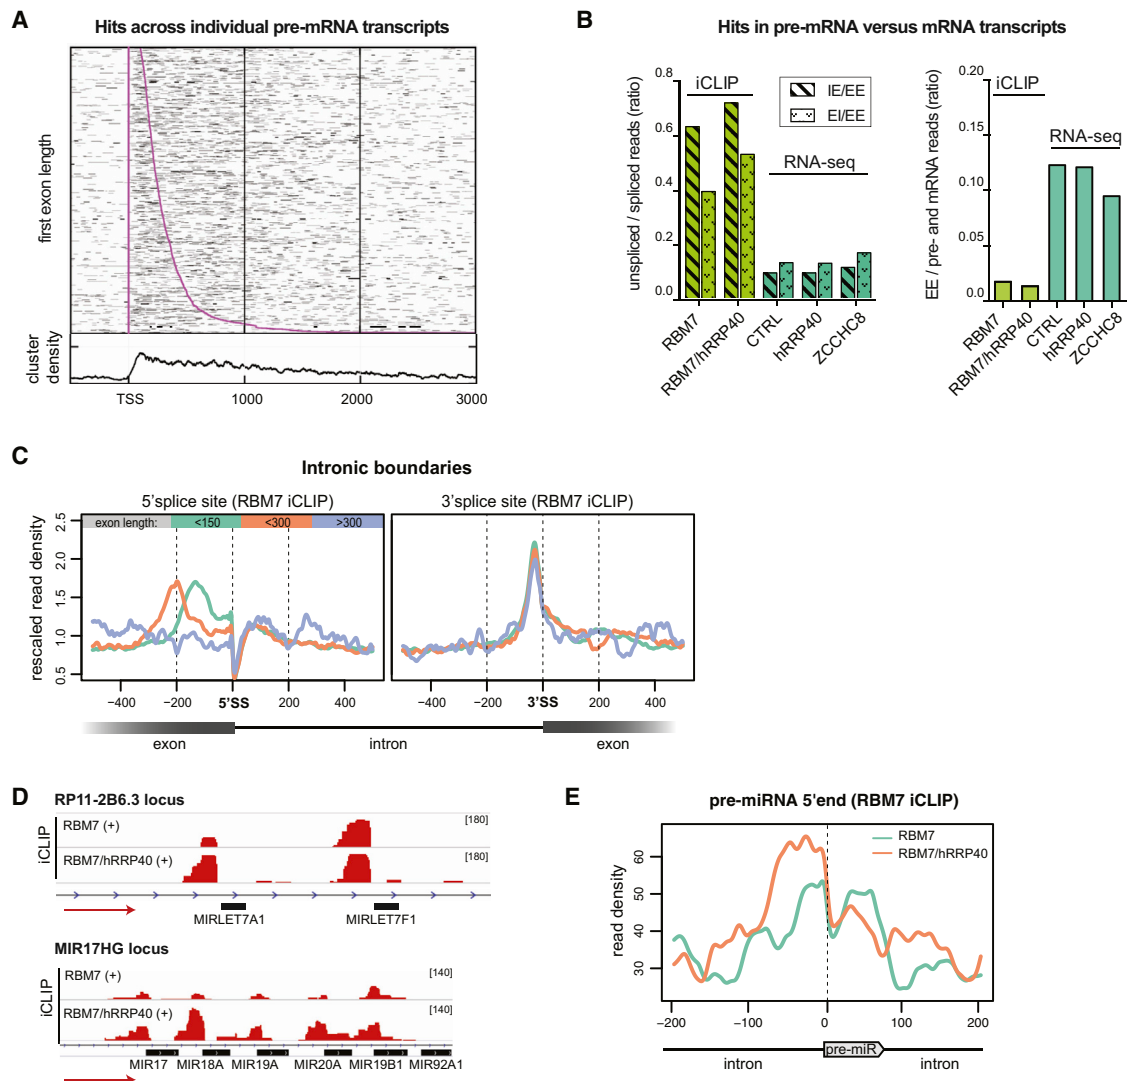 A
Hits across individual pre-mRNA transcripts
first exon length
cluster
density
TSS
1000
2000
3000
B
Hits in pre-mRNA versus mRNA transcripts
unspliced / spliced reads (ratio)
0.8
0.6
0.4
0.2
0.0
iCLIP
IE/EE
EI/EE
RNA-seq
RBM7
RBM7/hRRP40
CTRL
hRRP40
ZCCHC8
EE / pre- and mRNA reads (ratio)
0.20
0.15
0.10
0.05
0.0
iCLIP
RNA-seq
RBM7
RBM7/hRRP40
CTRL
hRRP40
ZCCHC8
C
Intronic boundaries
5'splice site (RBM7 iCLIP)
3'splice site (RBM7 iCLIP)
exon length: <150 <300 >300
rescaled read density
2.5
2.0
1.5
1.0
0.5
−400 −200 5'SS 200 400
−400 −200 3'SS 200 400
exon intron exon
D
RP11-2B6.3 locus
iCLIP
RBM7 (+) [180]
RBM7/hRRP40 (+) [180]
MIRLET7A1 MIRLET7F1
MIR17HG locus
iCLIP
RBM7 (+) [140]
RBM7/hRRP40 (+) [140]
MIR17 MIR18A MIR19A MIR20A MIR19B1 MIR92A1
E
pre-miRNA 5'end (RBM7 iCLIP)
RBM7
RBM7/hRRP40
read density
60
50
40
30
−200 −100 0 100 200
pre-miR
intron intron